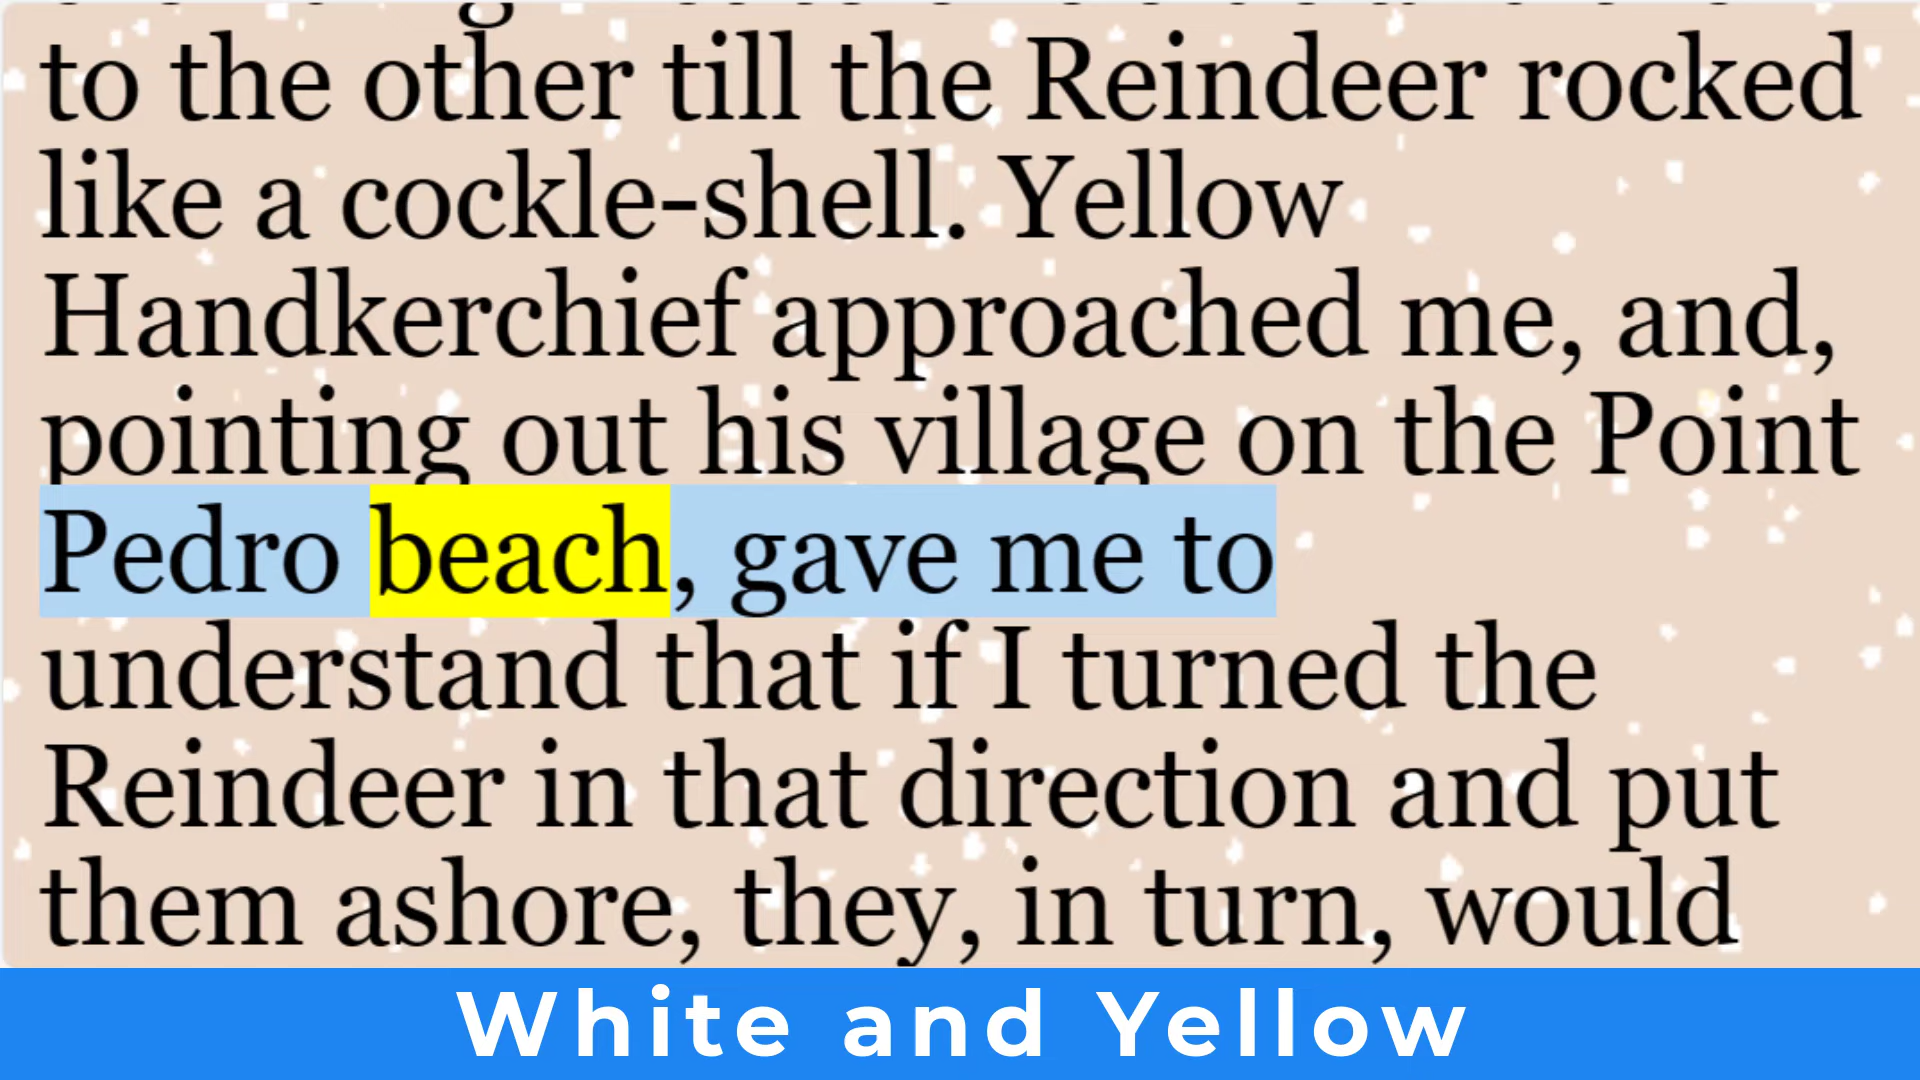 to the other till the Reindeer rocked
like a cockle-shell. Yellow
Handkerchief approached me, and,
pointing out his village on the Point
Pedro beach, gave me to
understand that if I turned the
Reindeer in that direction and put
them ashore, they, in turn, would
White and Yellow